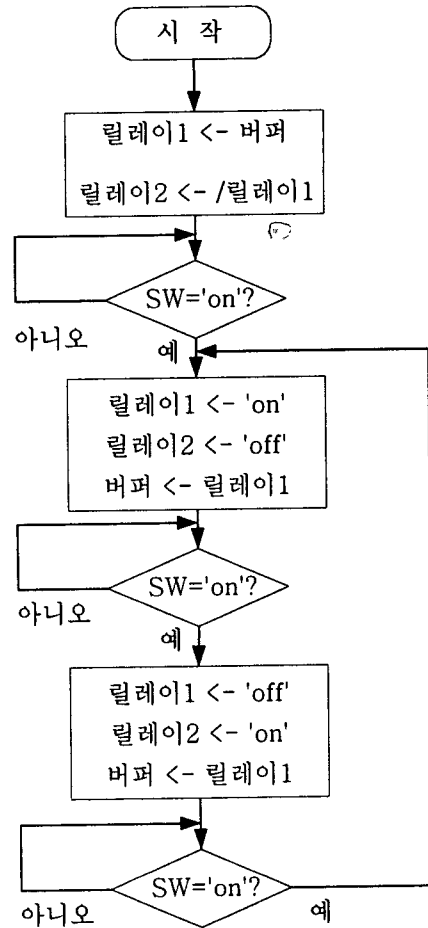 시 작
릴레이1 <- 버퍼
릴레이2 <- /릴레이1
SW='on'?
아니오
예
릴레이1 <- 'on'
릴레이2 <- 'off'
버퍼 <- 릴레이1
SW='on'?
아니오
예
릴레이1 <- 'off'
릴레이2 <- 'on'
버퍼 <- 릴레이1
SW='on'?
아니오
예